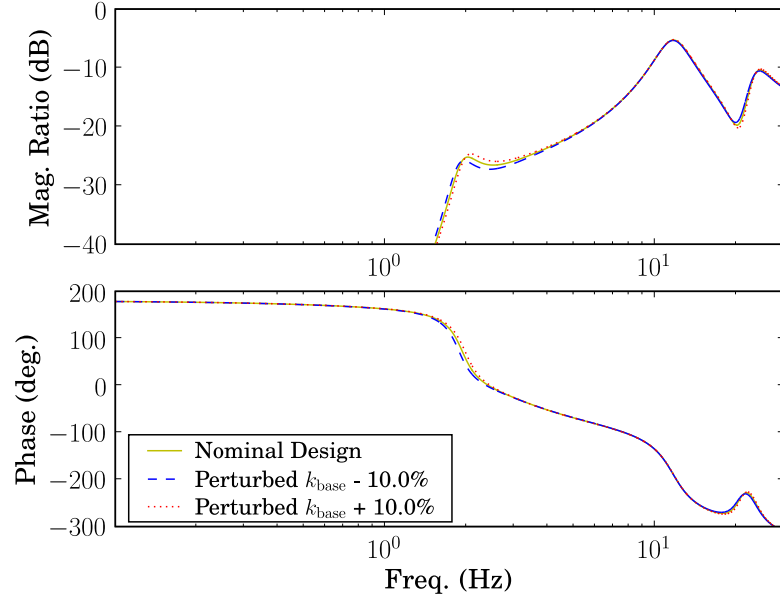 0
−10
−20
−30
−40
Mag. Ratio (dB)
10⁰
10¹
200
100
0
−100
−200
−300
Phase (deg.)
Nominal Design
Perturbed k_base - 10.0%
Perturbed k_base + 10.0%
10⁰
10¹
Freq. (Hz)